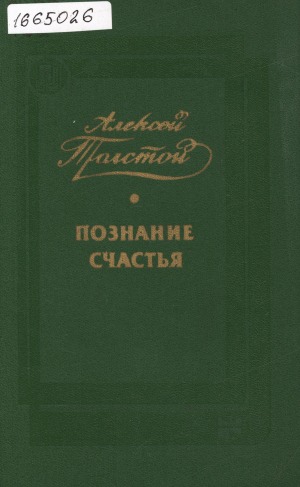 1665026
Алексей
Толстой
ПОЗНАНИЕ
СЧАСТЬЯ